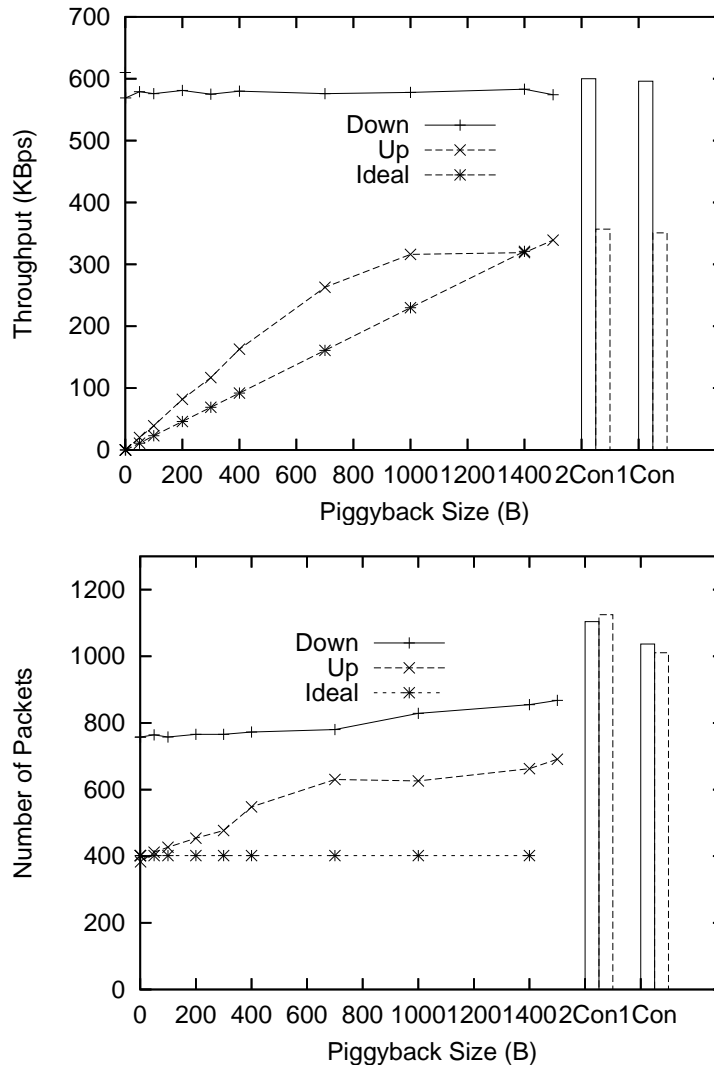 700
600
500
400
300
200
100
0
Throughput (KBps)
Down
Up
Ideal
0 200 400 600 800 1000 1200 1400 2Con 1Con
Piggyback Size (B)
1200
1000
800
600
400
200
0
Number of Packets
Down
Up
Ideal
0 200 400 600 800 1000 1200 1400 2Con 1Con
Piggyback Size (B)